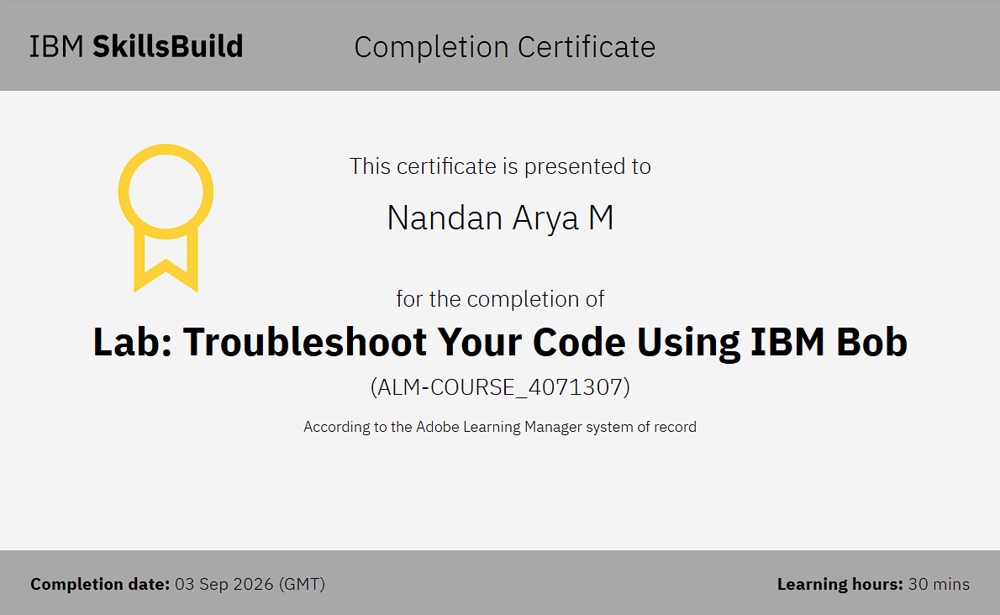 IBM SkillsBuild
Completion Certificate
This certificate is presented to
Nandan Arya M
for the completion of
Lab: Troubleshoot Your Code Using IBM Bob
(ALM-COURSE_4071307)
According to the Adobe Learning Manager system of record
Completion date: 03 Sep 2026 (GMT)
Learning hours: 30 mins